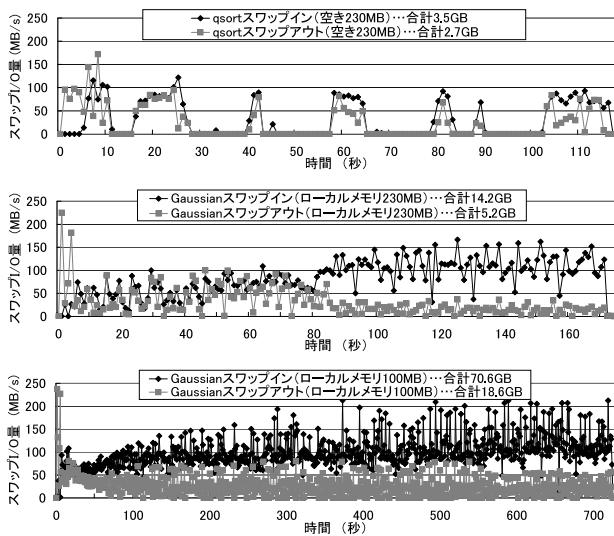 スワップI/O量 (MB/s)
qsortスワップイン(空き230MB)…合計3.5GB
qsortスワップアウト(空き230MB)…合計2.7GB
250
200
150
100
50
0
0 10 20 30 40 50 60 70 80 90 100 110
時間 (秒)
スワップI/O量 (MB/s)
Gaussianスワップイン(ローカルメモリ230MB)…合計14.2GB
Gaussianスワップアウト(ローカルメモリ230MB)…合計5.2GB
250
200
150
100
50
0
0 20 40 60 80 100 120 140 160
時間 (秒)
スワップI/O量 (MB/s)
Gaussianスワップイン(ローカルメモリ100MB)…合計70.6GB
Gaussianスワップアウト(ローカルメモリ100MB)…合計18.6GB
250
200
150
100
50
0
0 100 200 300 400 500 600 700
時間 (秒)